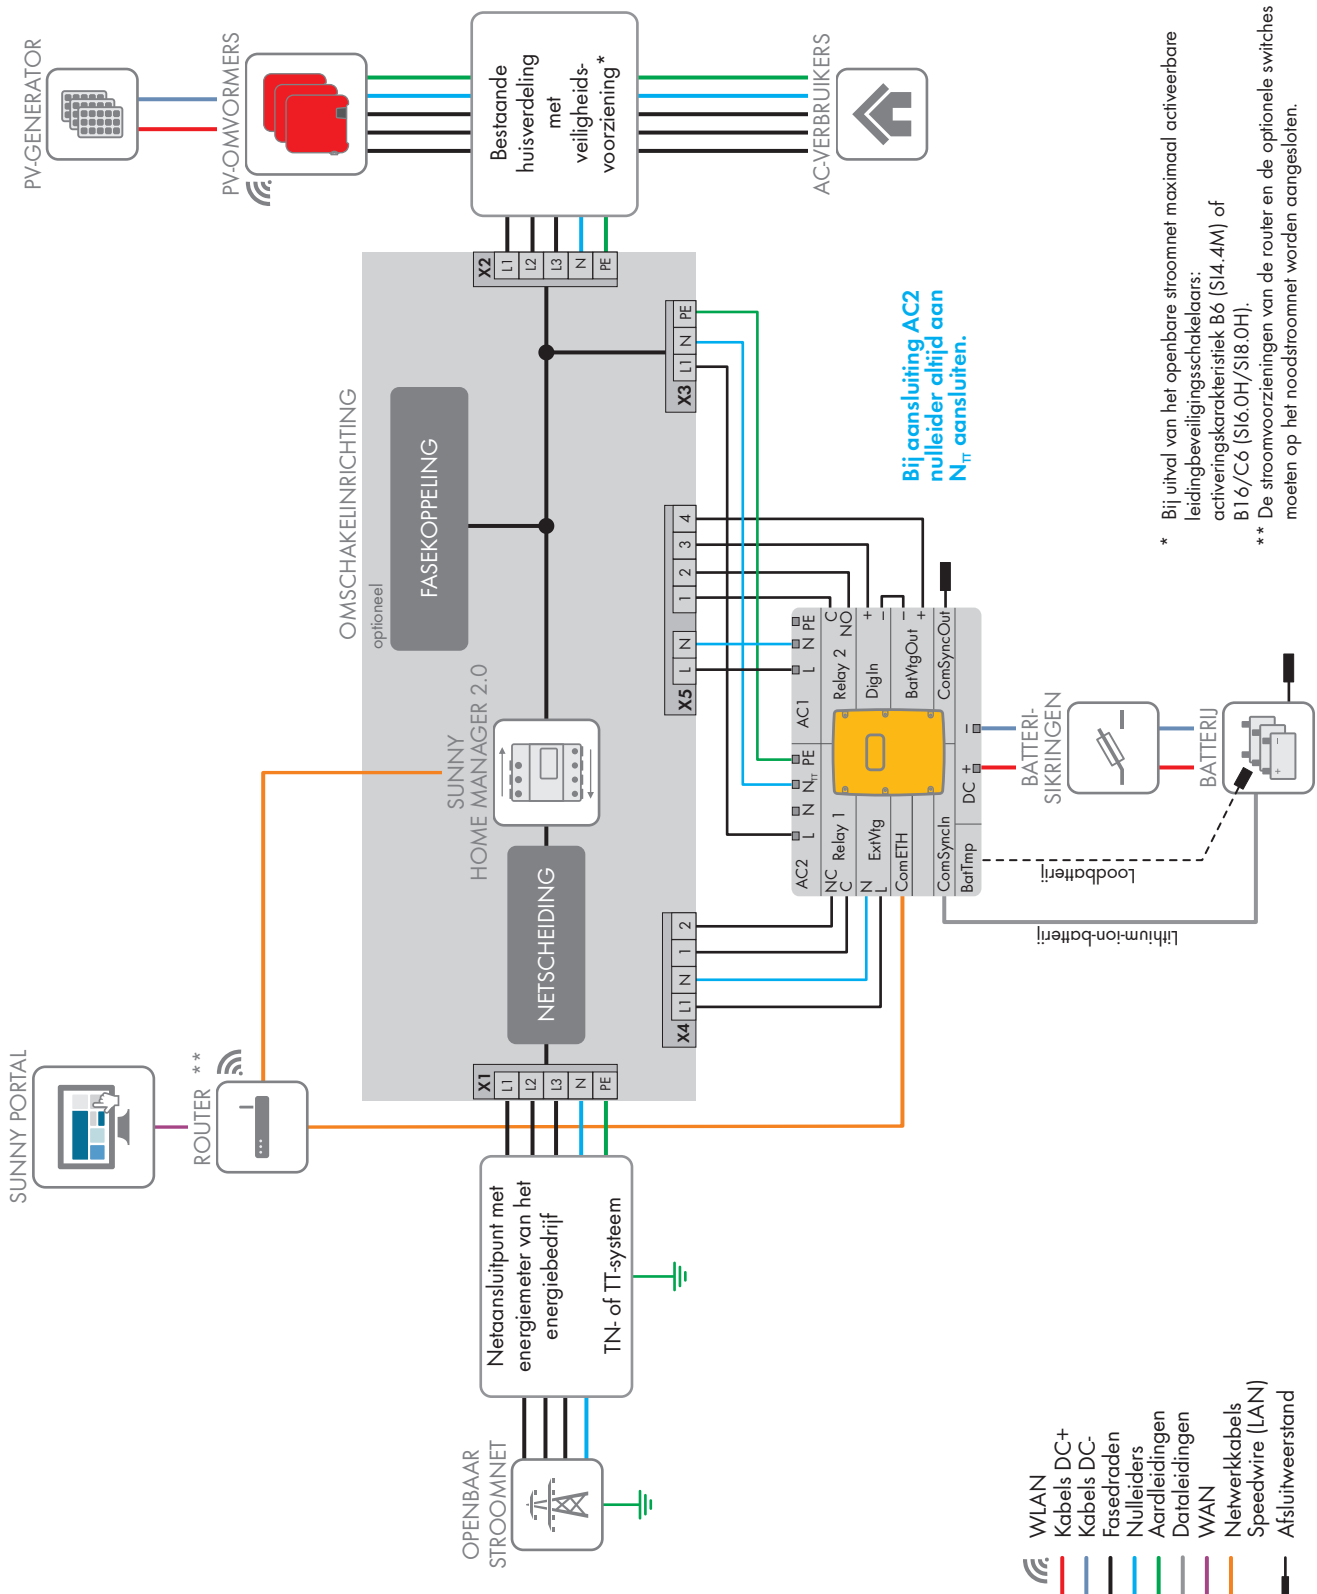 SUNNY PORTAL
ROUTER **
PV-GENERATOR
PV-OMVORMERS
OMSCHAKELINRICHTING
optioneel
FASEKOPPELING
SUNNY
HOME MANAGER 2.0
NETSCHEIDING
OPENBAAR
STROOMNET
Netaansluitpunt met
energiemeter van het
energiebedrijf
TN- of TT-systeem
X1
L1
L2
L3
N
PE
X2
L1
L2
L3
N
PE
Bestaande
huisverdeling
met
veiligheids-
voorziening *
AC-VERBRUIKERS
X4
L1
N
1
2
X5
L
N
1
2
3
4
X3
L1
N
PE
Bij aansluiting AC2
nulleider altijd aan
NTT aansluiten.
AC2
L
N
NTT
PE
AC1
L
N
PE
NC
C
Relay 1
Relay 2
C
NO
N
L
ExtVtg
DigIn
+
–
ComETH
BatVtgOut
–
+
ComSyncIn
ComSyncOut
BatTmp
DC
+
–
Loodbatterij
Lithium-ion-batterij
BATTERI-
SIKRINGEN
BATTERIJ
WLAN
Kabels DC+
Kabels DC-
Fasedraden
Nulleiders
Aardleidingen
Dataleidingen
WAN
Netwerkkabels
Speedwire (LAN)
Afsluitweerstand
* Bij uitval van het openbare stroomnet maximaal activeerbare
leidingbeveiligingsschakelaars:
activeringskarakteristiek B6 (SI4.4M) of
B16/C6 (SI6.0H/SI8.0H).
** De stroomvoorzieningen van de router en de optionele switches
moeten op het noodstroomnet worden aangesloten.